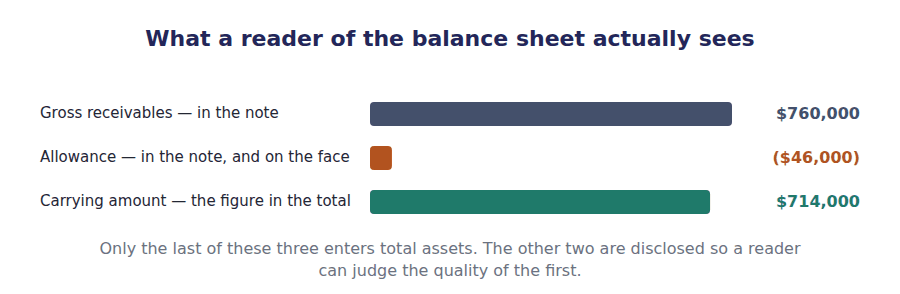 What a reader of the balance sheet actually sees
Gross receivables — in the note $760,000
Allowance — in the note, and on the face ($46,000)
Carrying amount — the figure in the total $714,000
Only the last of these three enters total assets. The other two are disclosed so a reader
can judge the quality of the first.